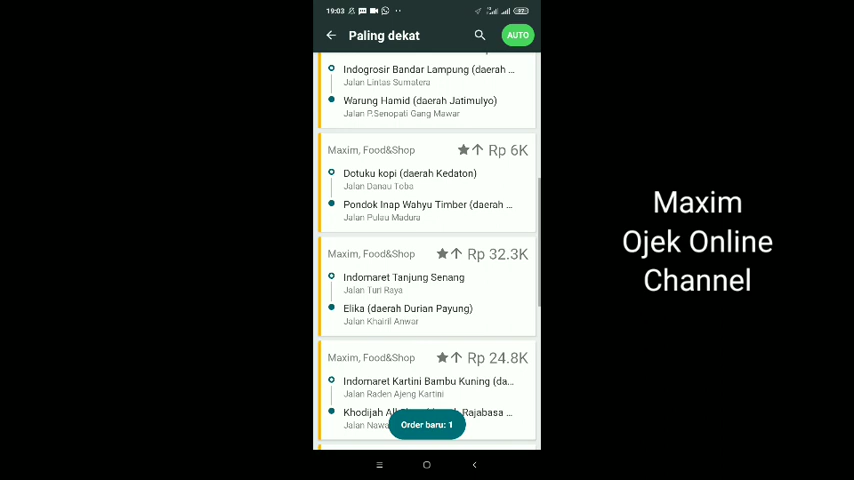 19:03
57
Paling dekat
AUTO
Indogrosir Bandar Lampung (daerah ...
Jalan Lintas Sumatera
Warung Hamid (daerah Jatimulyo)
Jalan P.Senopati Gang Mawar
Maxim, Food&Shop
Rp 6K
Dotuku kopi (daerah Kedaton)
Jalan Danau Toba
Pondok Inap Wahyu Timber (daerah ...
Jalan Pulau Madura
Maxim, Food&Shop
Rp 32.3K
Indomaret Tanjung Senang
Jalan Turi Raya
Elika (daerah Durian Payung)
Jalan Khairil Anwar
Maxim, Food&Shop
Rp 24.8K
Indomaret Kartini Bambu Kuning (da...
Jalan Raden Ajeng Kartini
Khodijah Rajabasa ...
Jalan
Order baru: 1
Maxim
Ojek Online
Channel